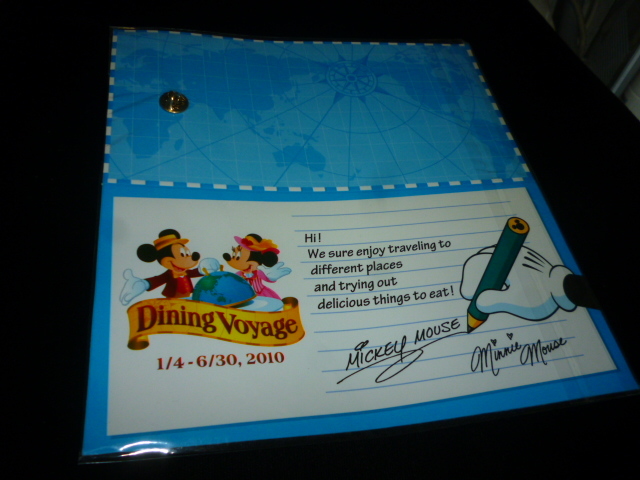 Hi!
We sure enjoy traveling to
different places
and trying out
delicious things to eat!
Dining Voyage
1/4-6/30, 2010
MICKEY MOUSE
Minnie Mouse